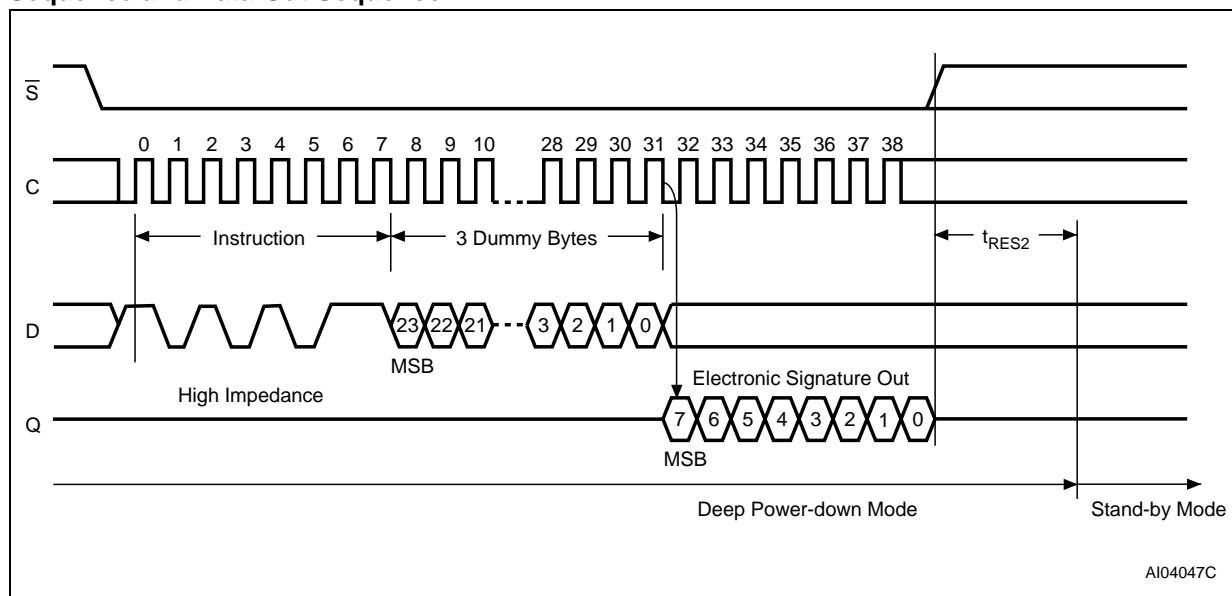 S
0 1 2 3 4 5 6 7 8 9 10 28 29 30 31 32 33 34 35 36 37 38
C
Instruction 3 Dummy Bytes tRES2
D 23 22 21 3 2 1 0
MSB
High Impedance Electronic Signature Out
Q 7 6 5 4 3 2 1 0
MSB
Deep Power-down Mode Stand-by Mode
AI04047C